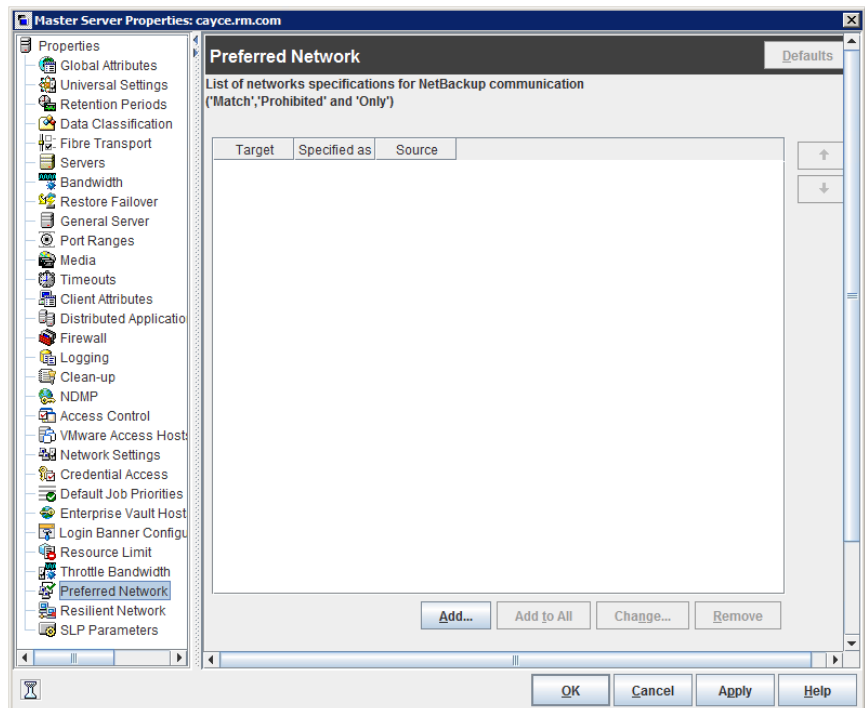 Master Server Properties: cayce.rm.com
Properties
Global Attributes
Universal Settings
Retention Periods
Data Classification
Fibre Transport
Servers
Bandwidth
Restore Failover
General Server
Port Ranges
Media
Timeouts
Client Attributes
Distributed Applicatio
Firewall
Logging
Clean-up
NDMP
Access Control
VMware Access Hosts
Network Settings
Credential Access
Default Job Priorities
Enterprise Vault Host
Login Banner Configu
Resource Limit
Throttle Bandwidth
Preferred Network
Resilient Network
SLP Parameters
Preferred Network
Defaults
List of networks specifications for NetBackup communication
('Match','Prohibited' and 'Only')
Target Specified as Source
Add... Add to All Change... Remove
OK Cancel Apply Help